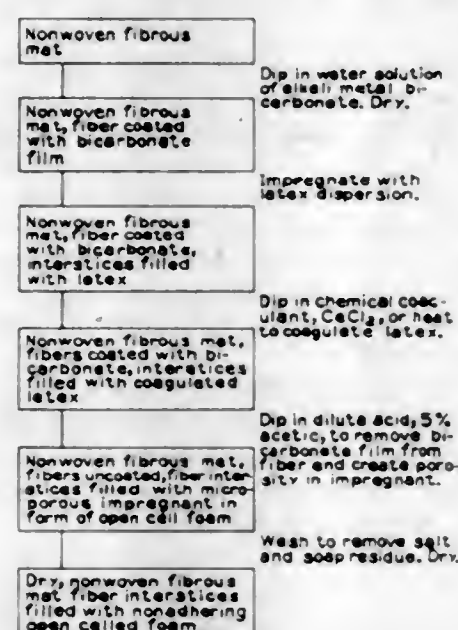 Nonwoven fibrous
mat
Dip in water solution
of alkali metal bi-
carbonate. Dry.
Nonwoven fibrous
mat, fiber coated
with bicarbonate
film
Impregnate with
latex dispersion.
Nonwoven fibrous
mat, fiber coated
with bicarbonate,
interstices filled
with latex
Dip in chemical coag-
ulant, CaCl₂, or heat
to coagulate latex.
Nonwoven fibrous mat,
fibers coated with bi-
carbonate, interstices
filled with coagulated
latex
Dip in dilute acid, 5%
acetic, to remove bi-
carbonate film from
fiber and create poro-
sity in impregnant.
Nonwoven fibrous mat,
fibers uncoated, fiber inter-
stices filled with micro-
porous impregnant in
form of open cell foam
Wash to remove salt
and soap residue. Dry.
Dry, nonwoven fibrous
mat fiber interstices
filled with nonadhering
open celled foam